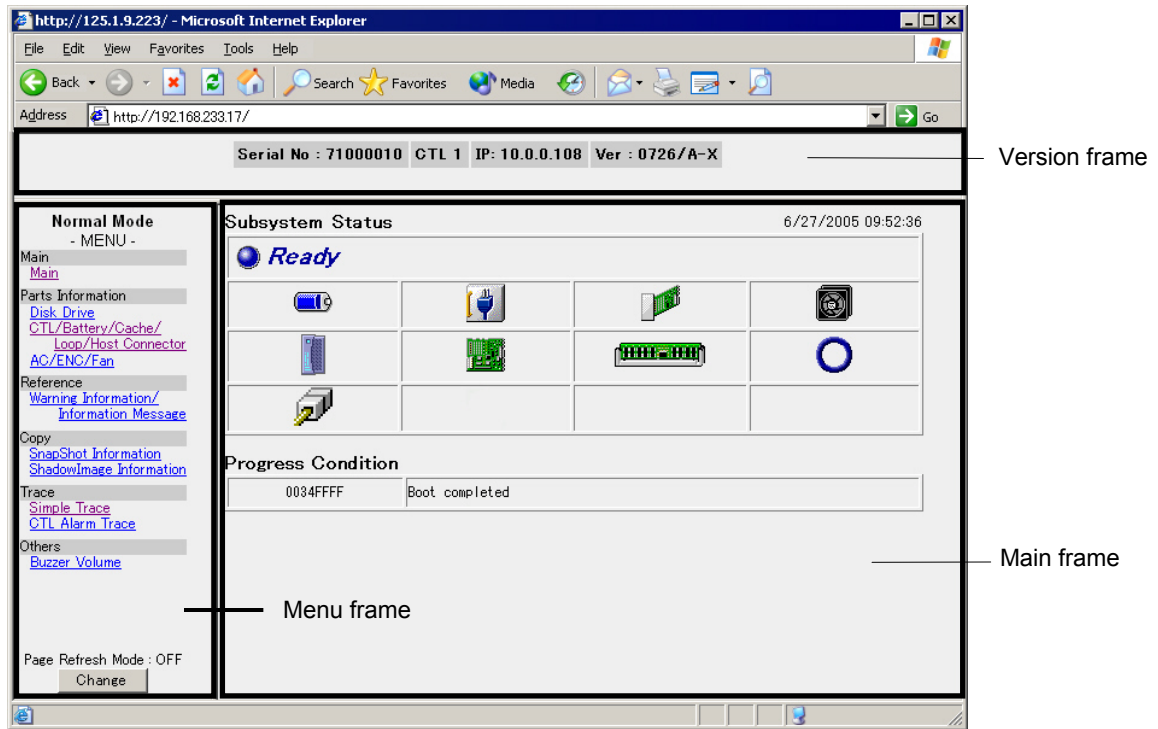 http://125.1.9.223/ - Microsoft Internet Explorer
File Edit View Favorites Tools Help
Back Search Favorites Media
Address http://192.168.233.17/ Go
Serial No : 71000010 CTL 1 IP: 10.0.0.108 Ver : 0726/A-X
Version frame
Normal Mode
- MENU -
Main
Main
Parts Information
Disk Drive
CTL/Battery/Cache/
Loop/Host Connector
AC/ENC/Fan
Reference
Warning Information/
Information Message
Copy
SnapShot Information
ShadowImage Information
Trace
Simple Trace
CTL Alarm Trace
Others
Buzzer Volume
Page Refresh Mode : OFF
Change
Menu frame
Subsystem Status 6/27/2005 09:52:36
Ready
Progress Condition
0034FFFF Boot completed
Main frame